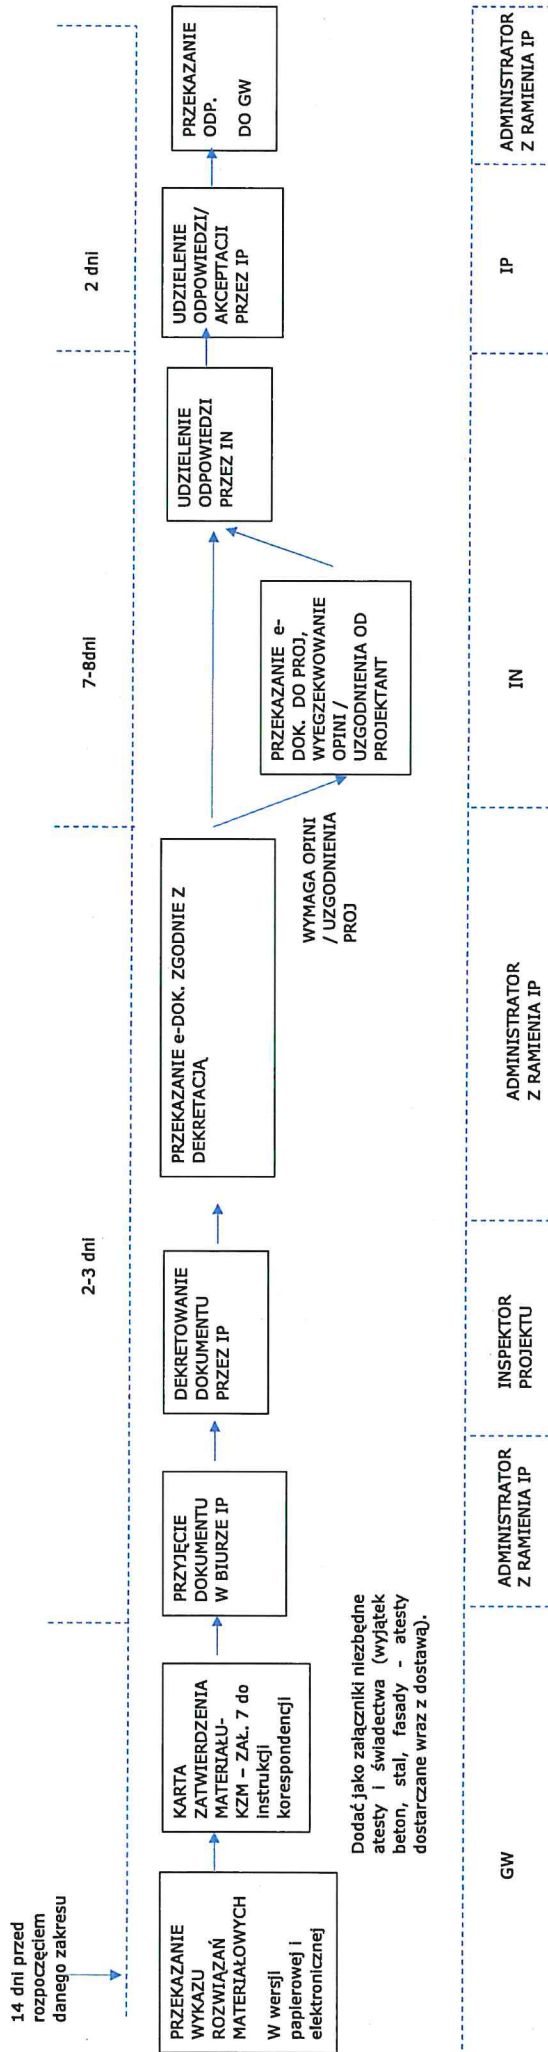 14 dni przed
rozpoczęciem
danego zakresu
2-3 dni
7-8dni
2 dni
PRZEKAZANIE
WYKAZU
ROZWIĄZAŃ
MATERIAŁOWYCH
W wersji
papierowej i
elektronicznej
KARTA
ZATWIERDZENIA
MATERIAŁU-
KZM – ZAŁ. 7 do
instrukcji
korespondencji
PRZYJĘCIE
DOKUMENTU
W BIURZE IP
DEKRETOWANIE
DOKUMENTU
PRZEZ IP
PRZEKAZANIE e-DOK. ZGODNIE Z
DEKRETACJĄ
WYMAGA OPINI
/ UZGODNIENIA
PROJ
PRZEKAZANIE e-
DOK. DO PROJ,
WYEGZEKWOWANIE
OPINI /
UZGODNIENIA OD
PROJEKTANT
UDZIELENIE
ODPOWIEDZI
PRZEZ IN
UDZIELENIE
ODPOWIEDZI/
AKCEPTACJI
PRZEZ IP
PRZEKAZANIE
ODP.
DO GW
Dodać jako załączniki niezbędne
atesty i świadectwa (wyjątek
beton, stal, fasady - atesty
dostarczane wraz z dostawą).
GW
ADMINISTRATOR
Z RAMIENIA IP
INSPEKTOR
PROJEKTU
ADMINISTRATOR
Z RAMIENIA IP
IN
IP
ADMINISTRATOR
Z RAMIENIA IP